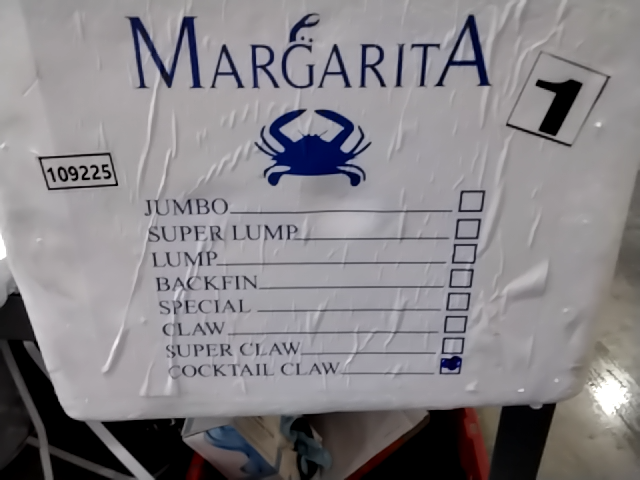 MARGARITA
1
109225
JUMBO
SUPER LUMP
LUMP
BACKFIN
SPECIAL
CLAW
SUPER CLAW
COCKTAIL CLAW